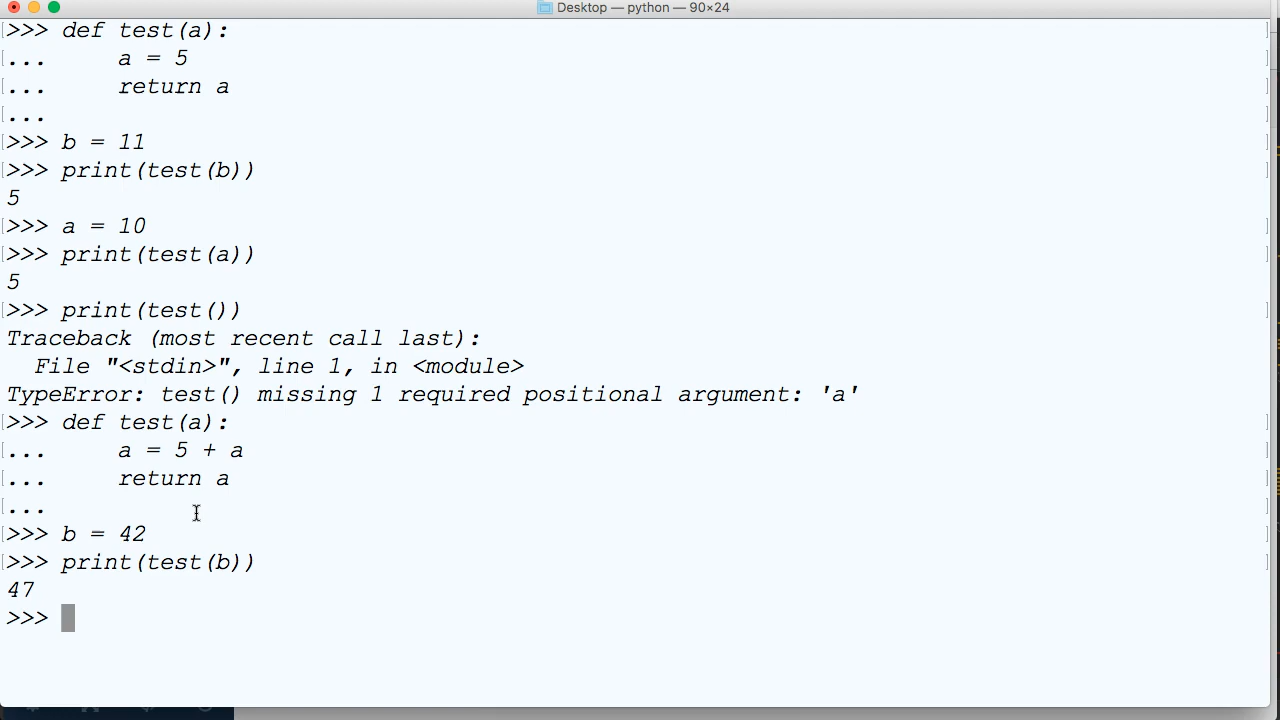 Desktop — python — 90×24
>>> def test(a):
...     a = 5
...     return a
...
>>> b = 11
>>> print(test(b))
5
>>> a = 10
>>> print(test(a))
5
>>> print(test())
Traceback (most recent call last):
  File "<stdin>", line 1, in <module>
TypeError: test() missing 1 required positional argument: 'a'
>>> def test(a):
...     a = 5 + a
...     return a
...
>>> b = 42
>>> print(test(b))
47
>>>